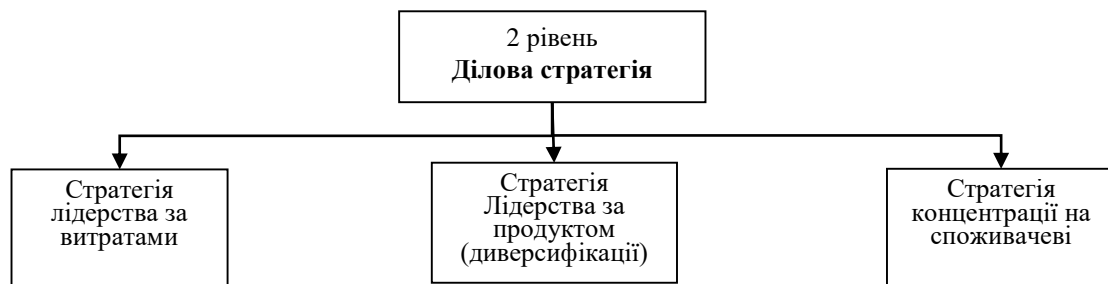 2 рівень
Ділова стратегія
Стратегія
лідерства за
витратами
Стратегія
Лідерства за
продуктом
(диверсифікації)
Стратегія
концентрації на
споживачеві